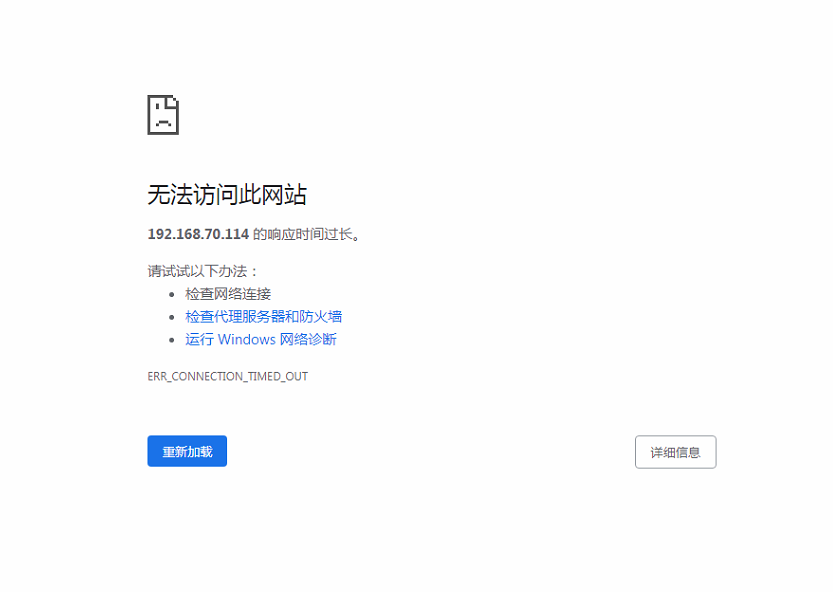 无法访问此网站
192.168.70.114 的响应时间过长。
请试试以下办法：
检查网络连接
检查代理服务器和防火墙
运行 Windows 网络诊断
ERR_CONNECTION_TIMED_OUT
重新加载
详细信息